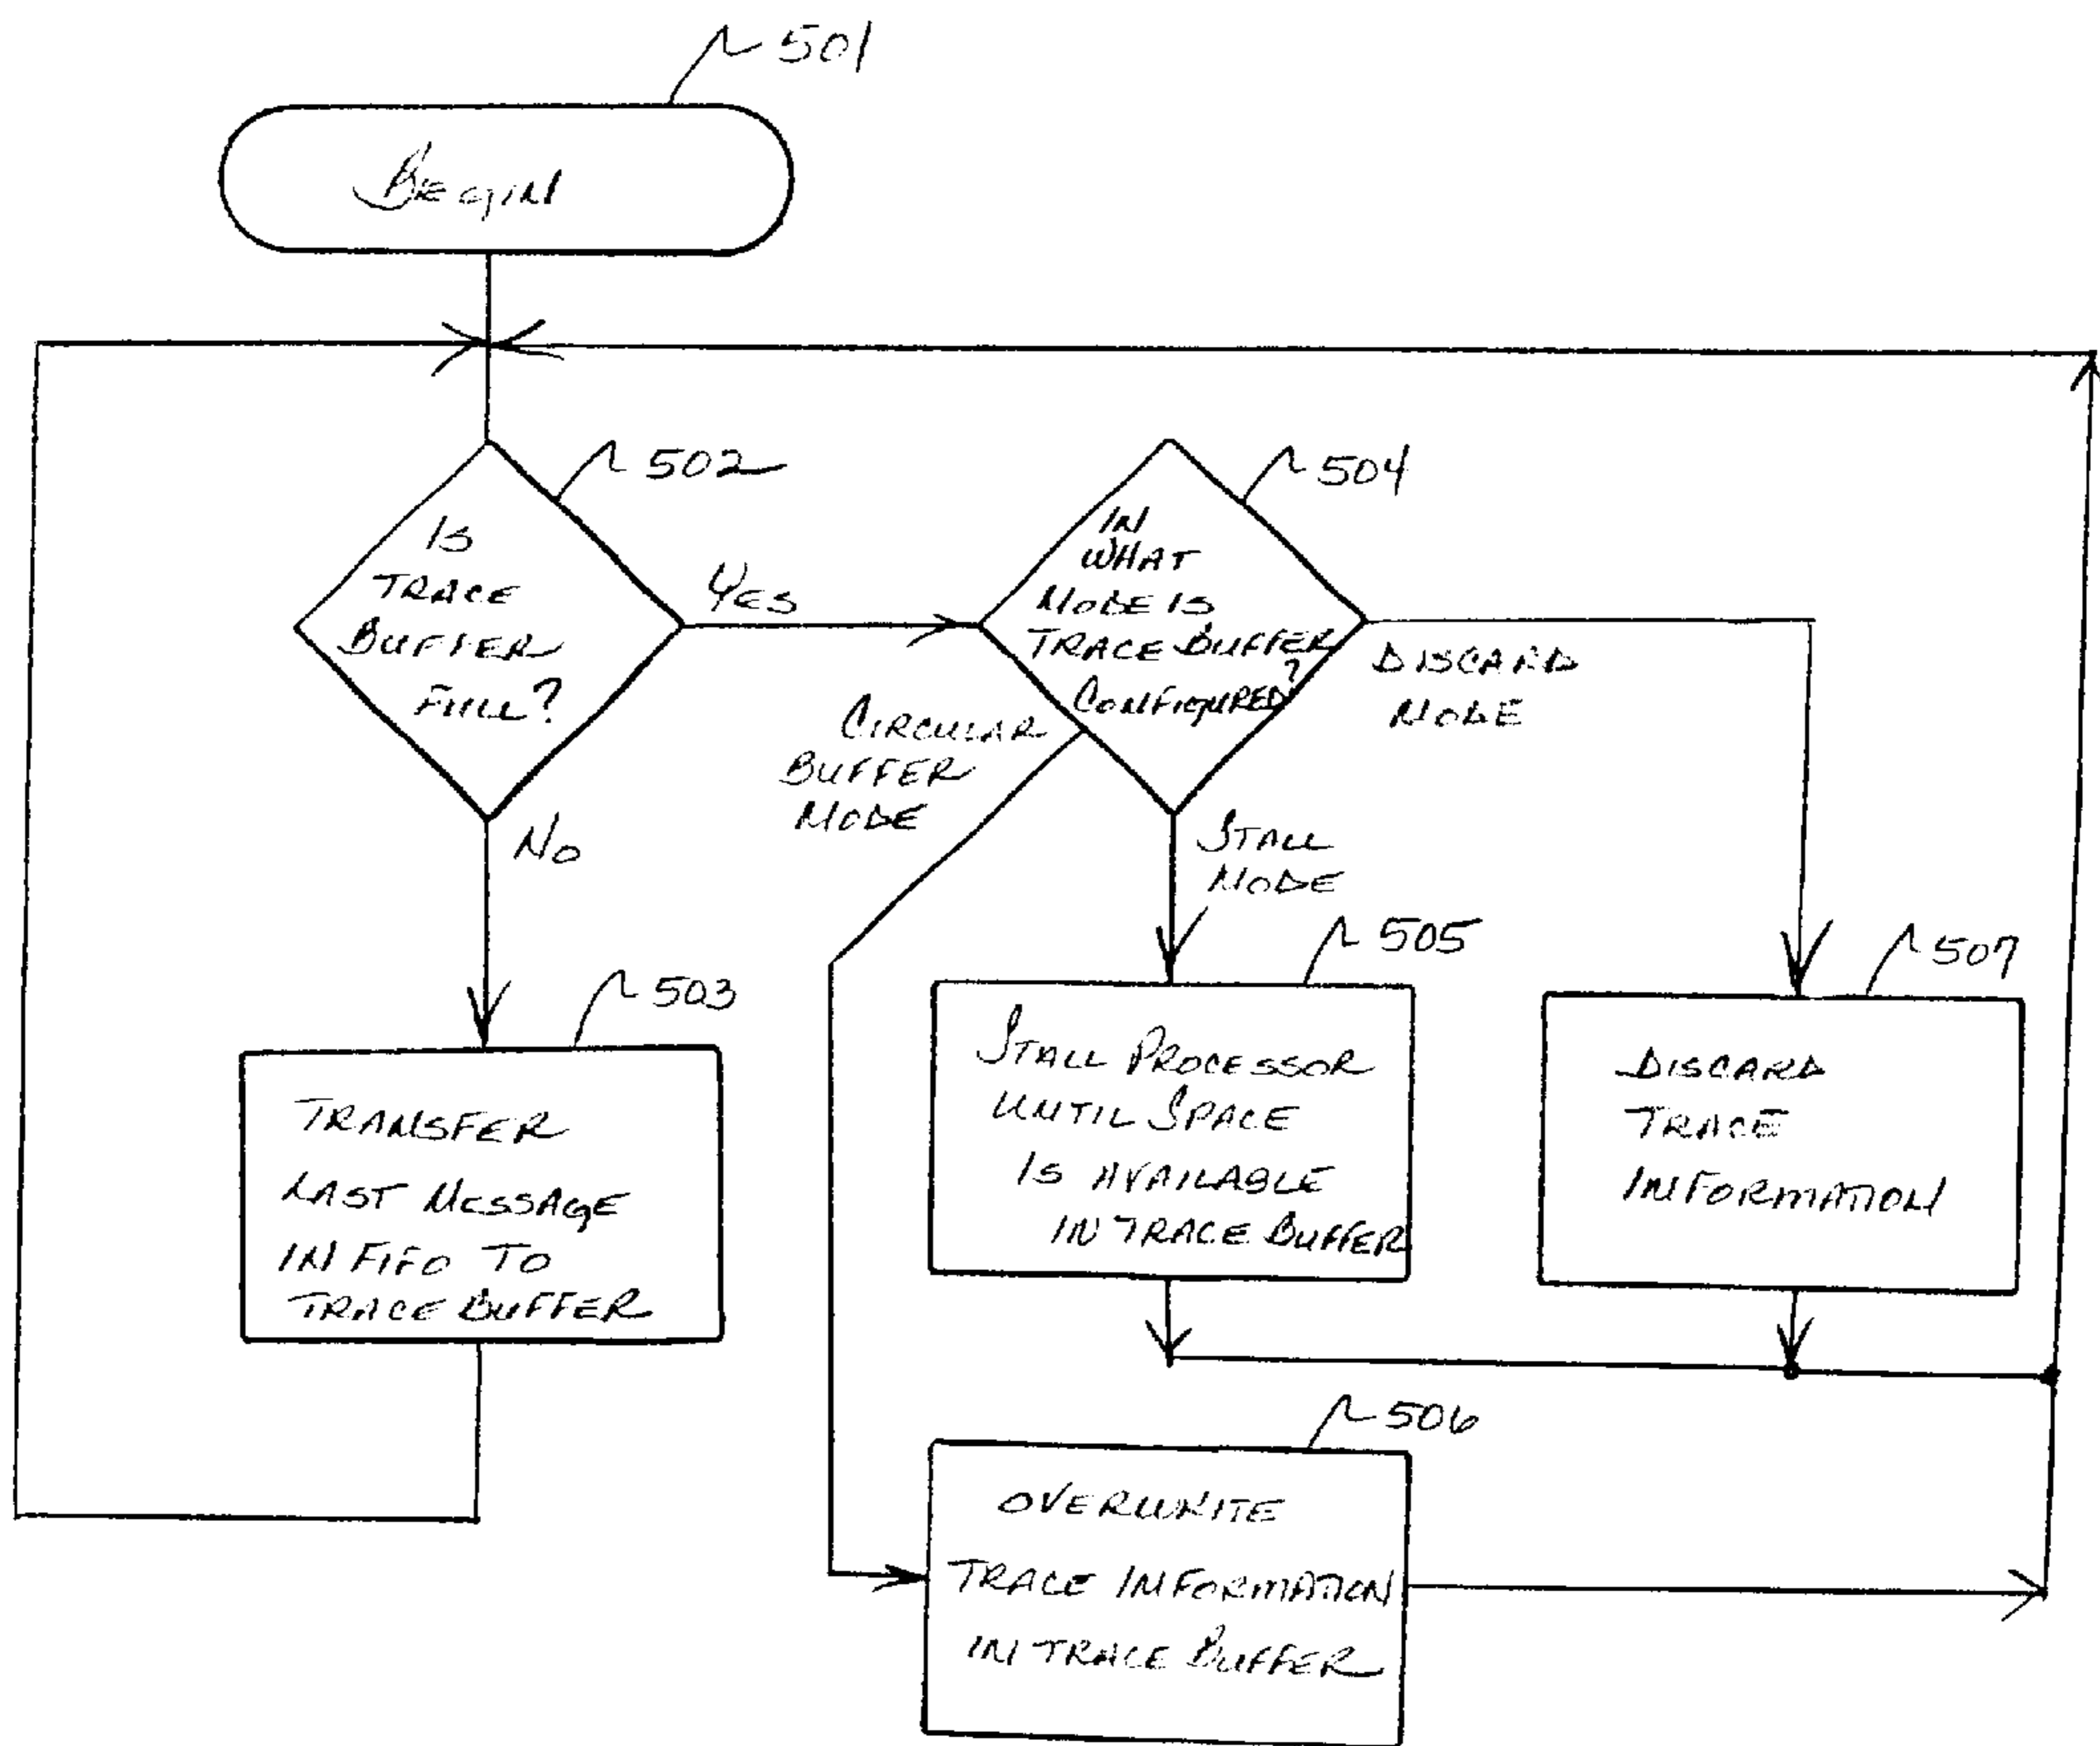 501
BEGIN
502
IS
TRACE
BUFFER
FULL?
YES
NO
504
IN
WHAT
MODE IS
TRACE BUFFER
CONFIGURED?
DISCARD
MODE
CIRCULAR
BUFFER
MODE
STALL
MODE
503
TRANSFER
LAST MESSAGE
IN FIFO TO
TRACE BUFFER
505
STALL PROCESSOR
UNTIL SPACE
IS AVAILABLE
IN TRACE BUFFER
507
DISCARD
TRACE
INFORMATION
506
OVERWRITE
TRACE INFORMATION
IN TRACE BUFFER